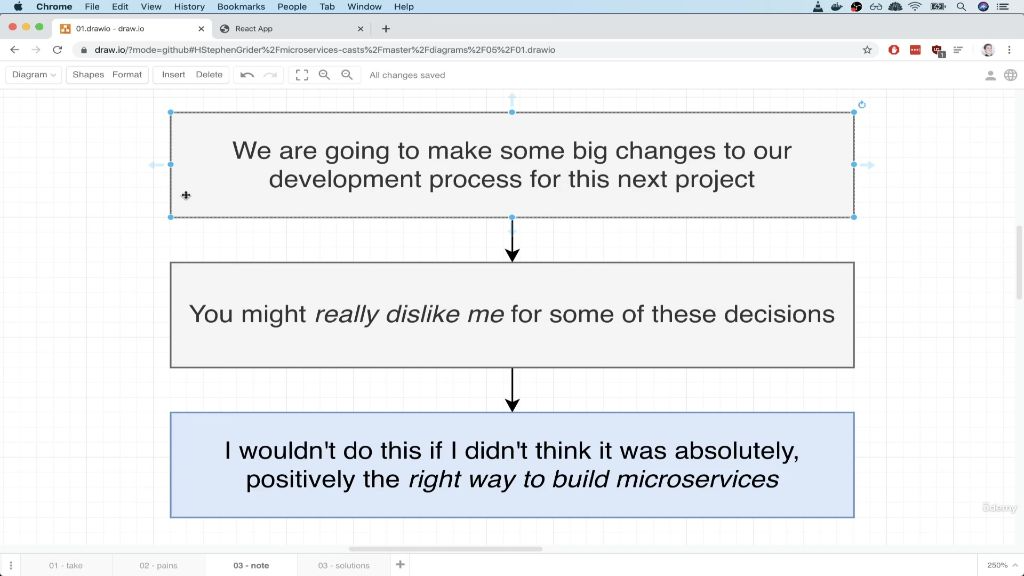 Chrome File Edit View History Bookmarks People Tab Window Help
01.drawio - draw.io React App
draw.io/?mode=github#HStephenGrider%2Fmicroservices-casts%2Fmaster%2Fdiagrams%2F05%2F01.drawio
Diagram Shapes Format Insert Delete All changes saved
We are going to make some big changes to our
development process for this next project
You might really dislike me for some of these decisions
I wouldn't do this if I didn't think it was absolutely,
positively the right way to build microservices
ûdemy
01 - take 02 - pains 03 - note 03 - solutions 250%